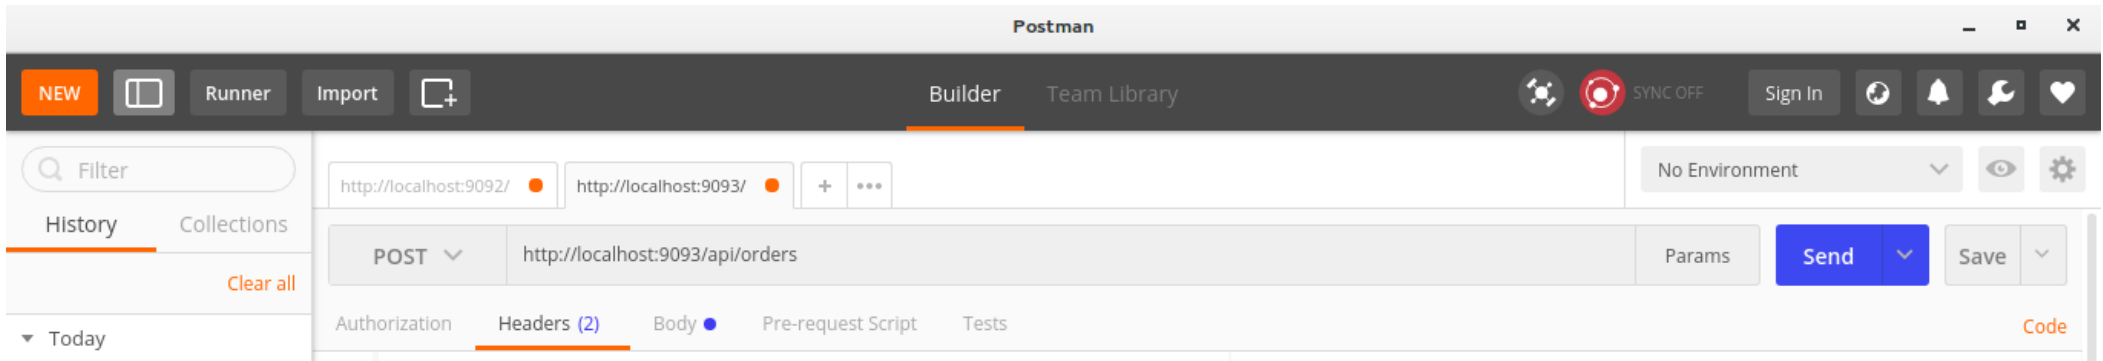 Postman
NEW Runner Import Builder Team Library SYNC OFF Sign In
Filter
http://localhost:9092/ http://localhost:9093/ + ••• No Environment
History Collections
POST http://localhost:9093/api/orders Params Send Save
Clear all
Authorization Headers (2) Body Pre-request Script Tests Code
Today